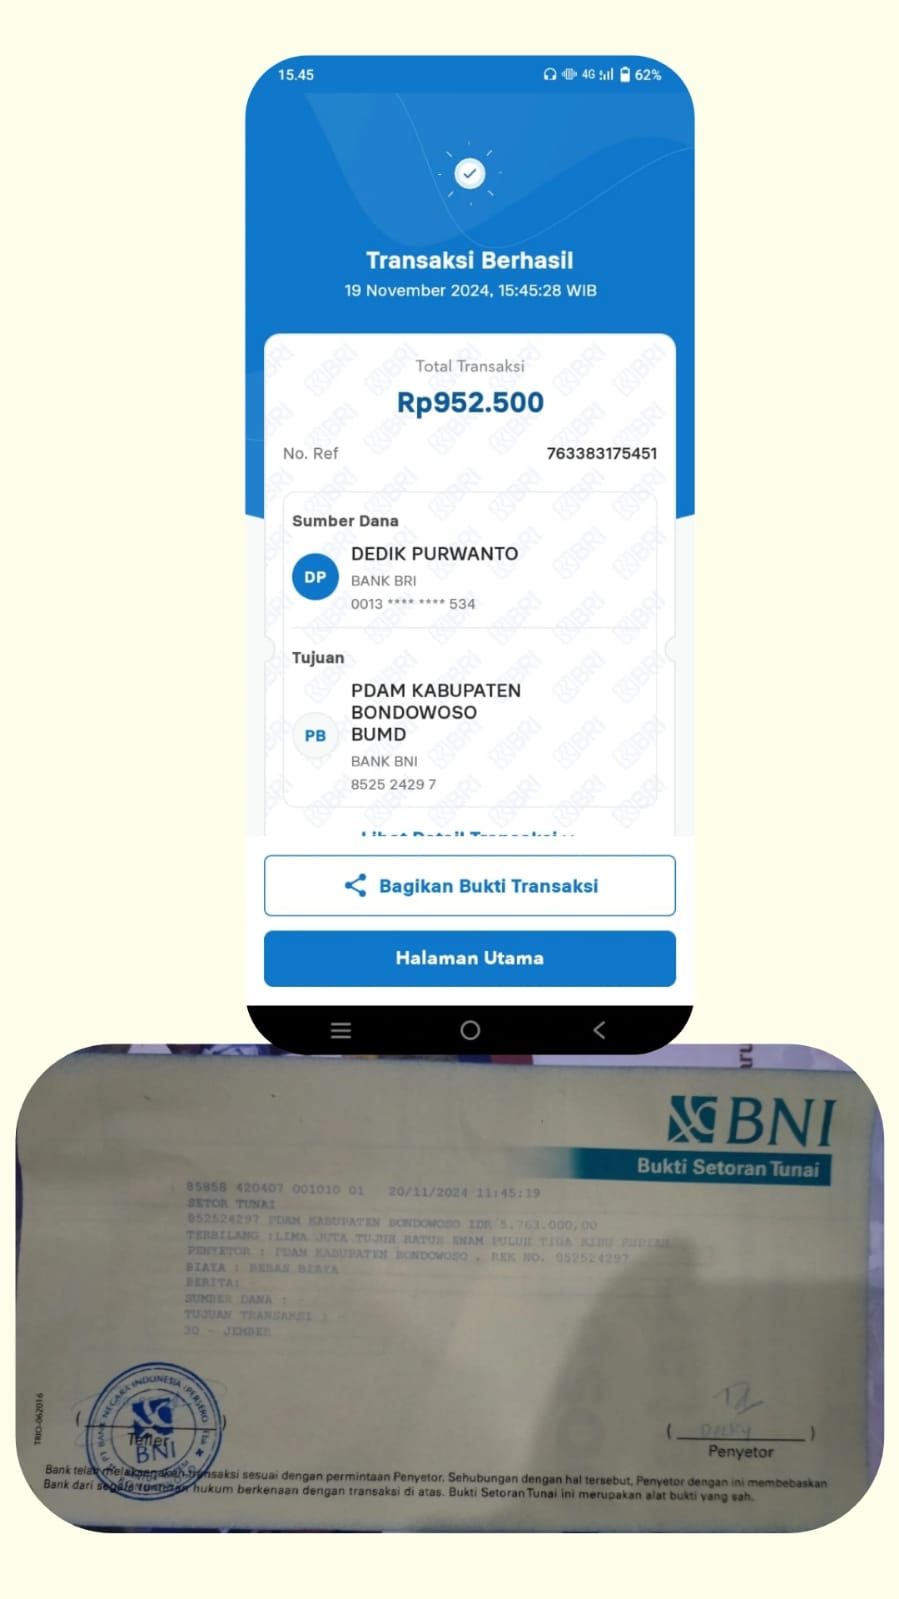 15.45
4G
62%
Transaksi Berhasil
19 November 2024, 15:45:28 WIB
Total Transaksi
Rp952.500
No. Ref 763383175451
Sumber Dana
DP
DEDIK PURWANTO
BANK BRI
0013 **** **** 534
Tujuan
PB
PDAM KABUPATEN
BONDOWOSO
BUMD
BANK BNI
8525 2429 7
Lihat Detail Transaksi
Bagikan Bukti Transaksi
Halaman Utama
BNI
Bukti Setoran Tunai
85858 420407 001010 01 20/11/2024 11:45:19
SETOR TUNAI
852524297 PDAM KABUPATEN BONDOWOSO IDR 5.763.000,00
TERBILANG :LIMA JUTA TUJUH RATUS ENAM PULUH TIGA RIBU RUPIAH
PENYETOR : PDAM KABUPATEN BONDOWOSO , REK NO. 852524297
BIAYA : BEBAS BIAYA
BERITA:
SUMBER DANA : -
TUJUAN TRANSAKSI : -
30 - JEMBER
TRIO-062016
Teller
BNI
Penyetor
Bank telah melaksanakan transaksi sesuai dengan permintaan Penyetor. Sehubungan dengan hal tersebut, Penyetor dengan ini membebaskan
Bank dari segala tuntutan hukum berkenaan dengan transaksi di atas. Bukti Setoran Tunai ini merupakan alat bukti yang sah.